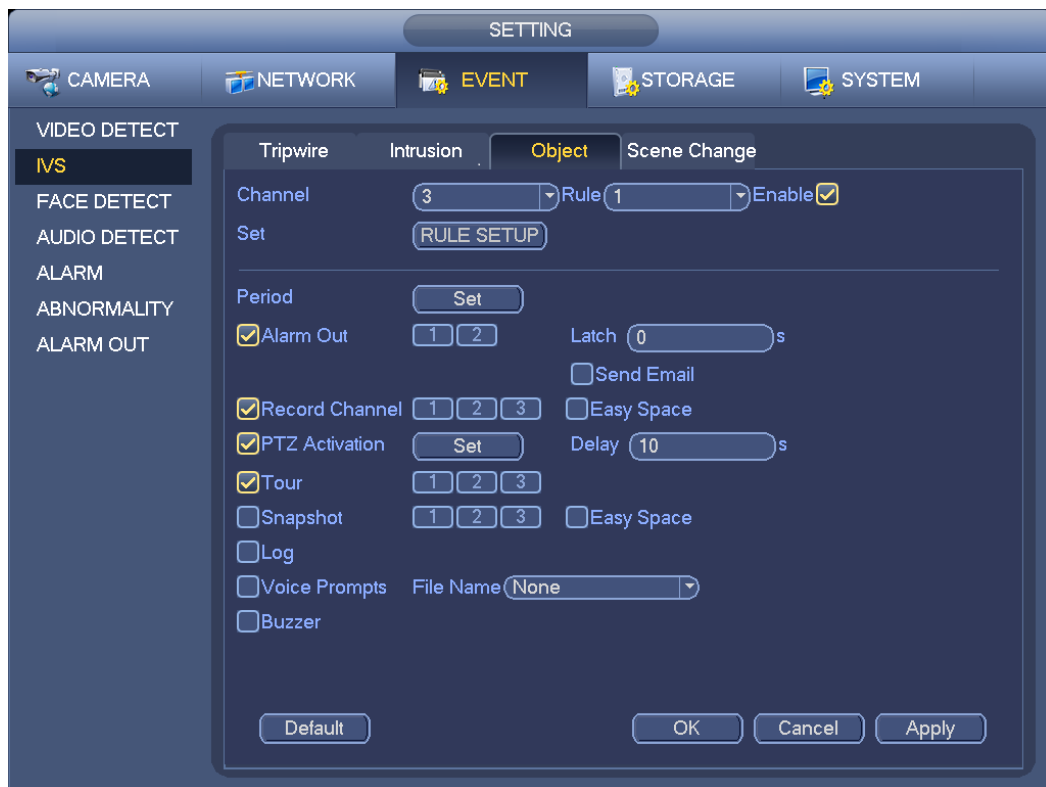 SETTING
CAMERA NETWORK EVENT STORAGE SYSTEM
VIDEO DETECT
IVS
FACE DETECT
AUDIO DETECT
ALARM
ABNORMALITY
ALARM OUT
Tripwire Intrusion Object Scene Change
Channel 3 Rule 1 Enable
Set RULE SETUP
Period Set
Alarm Out 1 2 Latch 0 s
Send Email
Record Channel 1 2 3 Easy Space
PTZ Activation Set Delay 10 s
Tour 1 2 3
Snapshot 1 2 3 Easy Space
Log
Voice Prompts File Name None
Buzzer
Default OK Cancel Apply